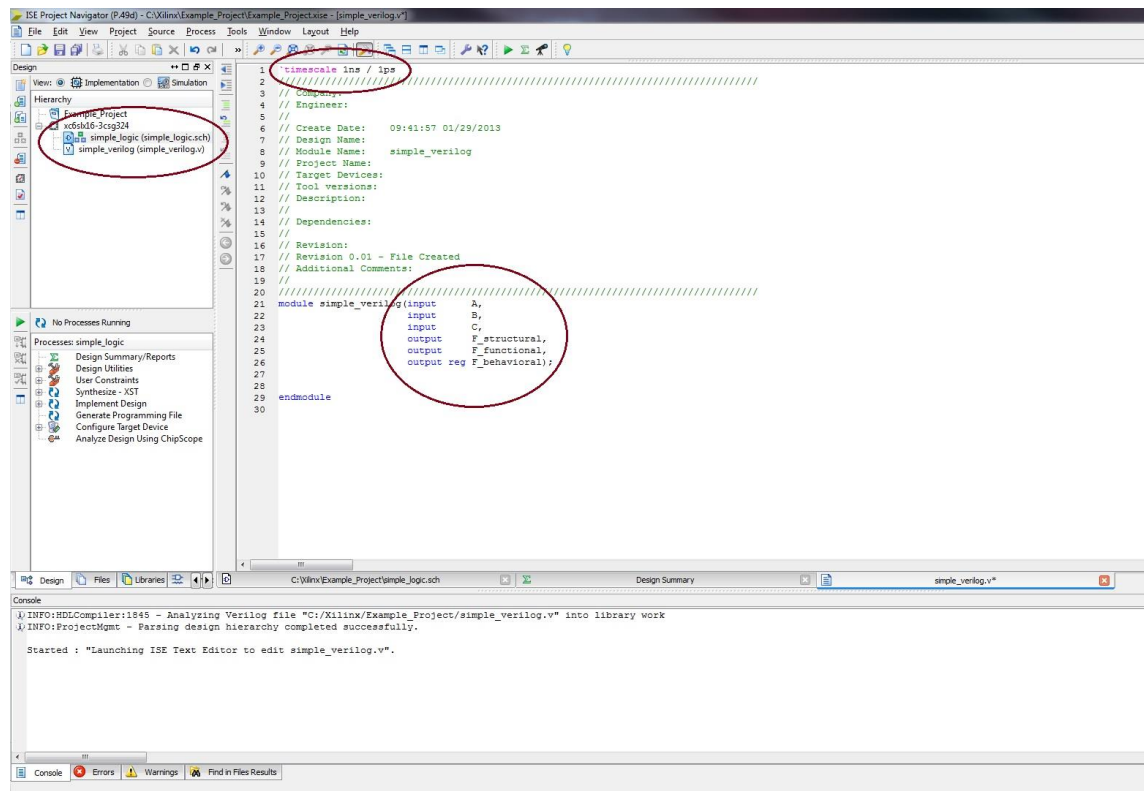 ISE Project Navigator (P.49d) - C:\Xilinx\Example_Project\Example_Project.xise - [simple_verilog.v*]
File Edit View Project Source Process Tools Window Layout Help
Design
View: Implementation Simulation
Hierarchy
Example_Project
xc6slx16-3csg324
simple_logic (simple_logic.sch)
simple_verilog (simple_verilog.v)
No Processes Running
Processes: simple_logic
Design Summary/Reports
Design Utilities
User Constraints
Synthesize - XST
Implement Design
Generate Programming File
Configure Target Device
Analyze Design Using ChipScope
Design Files Libraries
1 `timescale 1ns / 1ps
2 //////////////////////////////////////////////////////////////////////////////////
3 // Company:
4 // Engineer:
5 //
6 // Create Date: 09:41:57 01/29/2013
7 // Design Name:
8 // Module Name: simple_verilog
9 // Project Name:
10 // Target Devices:
11 // Tool versions:
12 // Description:
13 //
14 // Dependencies:
15 //
16 // Revision:
17 // Revision 0.01 - File Created
18 // Additional Comments:
19 //
20 //////////////////////////////////////////////////////////////////////////////////
21 module simple_verilog(input A,
22 input B,
23 input C,
24 output F_structural,
25 output F_functional,
26 output reg F_behavioral);
27
28
29 endmodule
30
C:\Xilinx\Example_Project\simple_logic.sch Design Summary simple_verilog.v*
Console
INFO:HDLCompiler:1845 - Analyzing Verilog file "C:/Xilinx/Example_Project/simple_verilog.v" into library work
INFO:ProjectMgmt - Parsing design hierarchy completed successfully.
Started : "Launching ISE Text Editor to edit simple_verilog.v".
Console Errors Warnings Find in Files Results